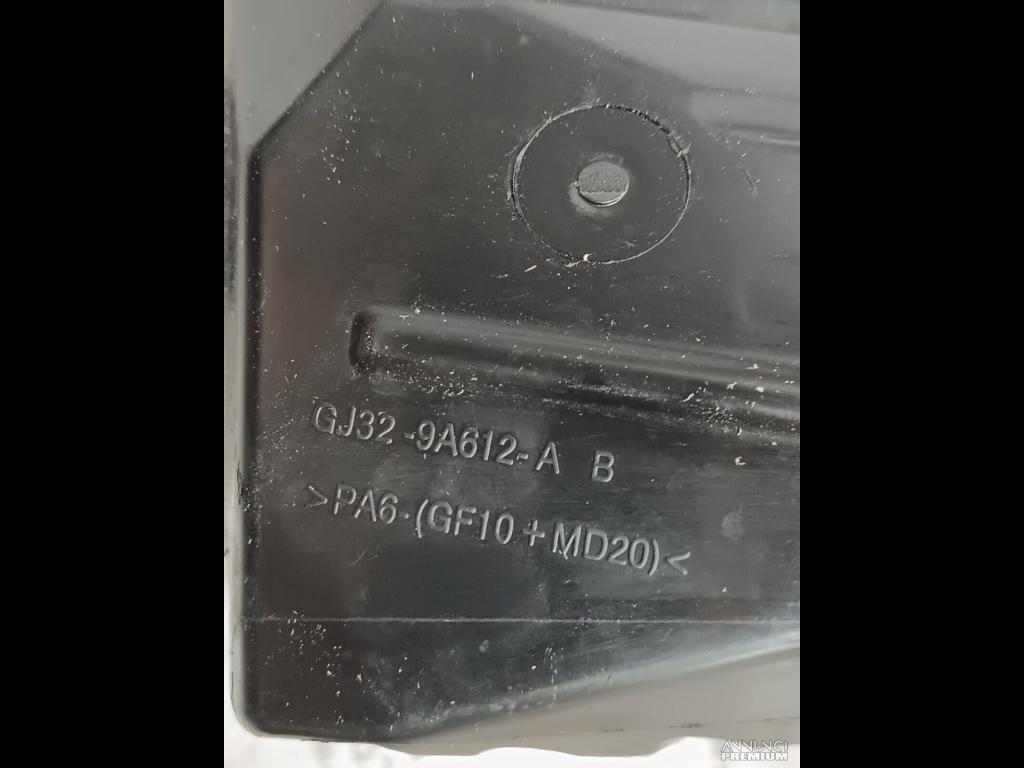 GJ32-9A612-A B
>PA6-(GF10+MD20)<
ANNUNCI
PREMIUM